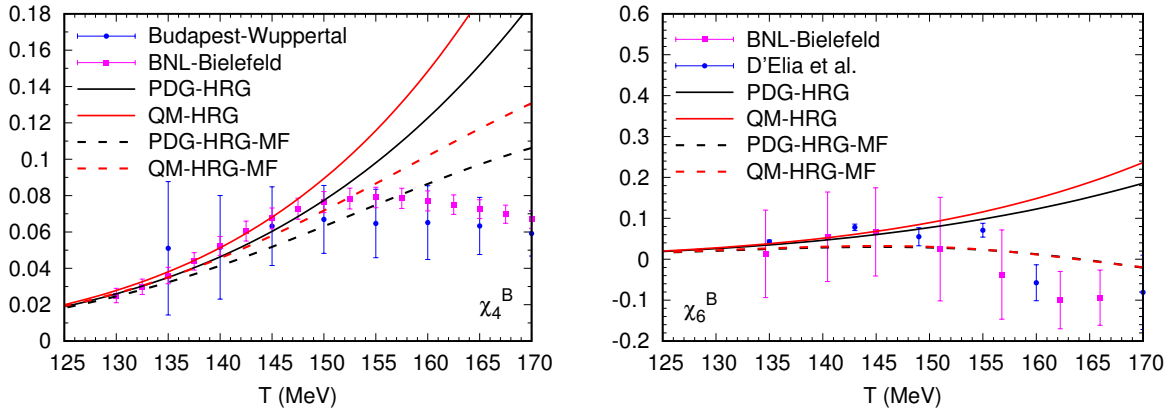 0.18
0.16
0.14
0.12
0.1
0.08
0.06
0.04
0.02
0
125 130 135 140 145 150 155 160 165 170
T (MeV)
Budapest-Wuppertal
BNL-Bielefeld
PDG-HRG
QM-HRG
PDG-HRG-MF
QM-HRG-MF
χ₄ᴮ
0.6
0.5
0.4
0.3
0.2
0.1
0
-0.1
-0.2
125 130 135 140 145 150 155 160 165 170
T (MeV)
BNL-Bielefeld
D'Elia et al.
PDG-HRG
QM-HRG
PDG-HRG-MF
QM-HRG-MF
χ₆ᴮ